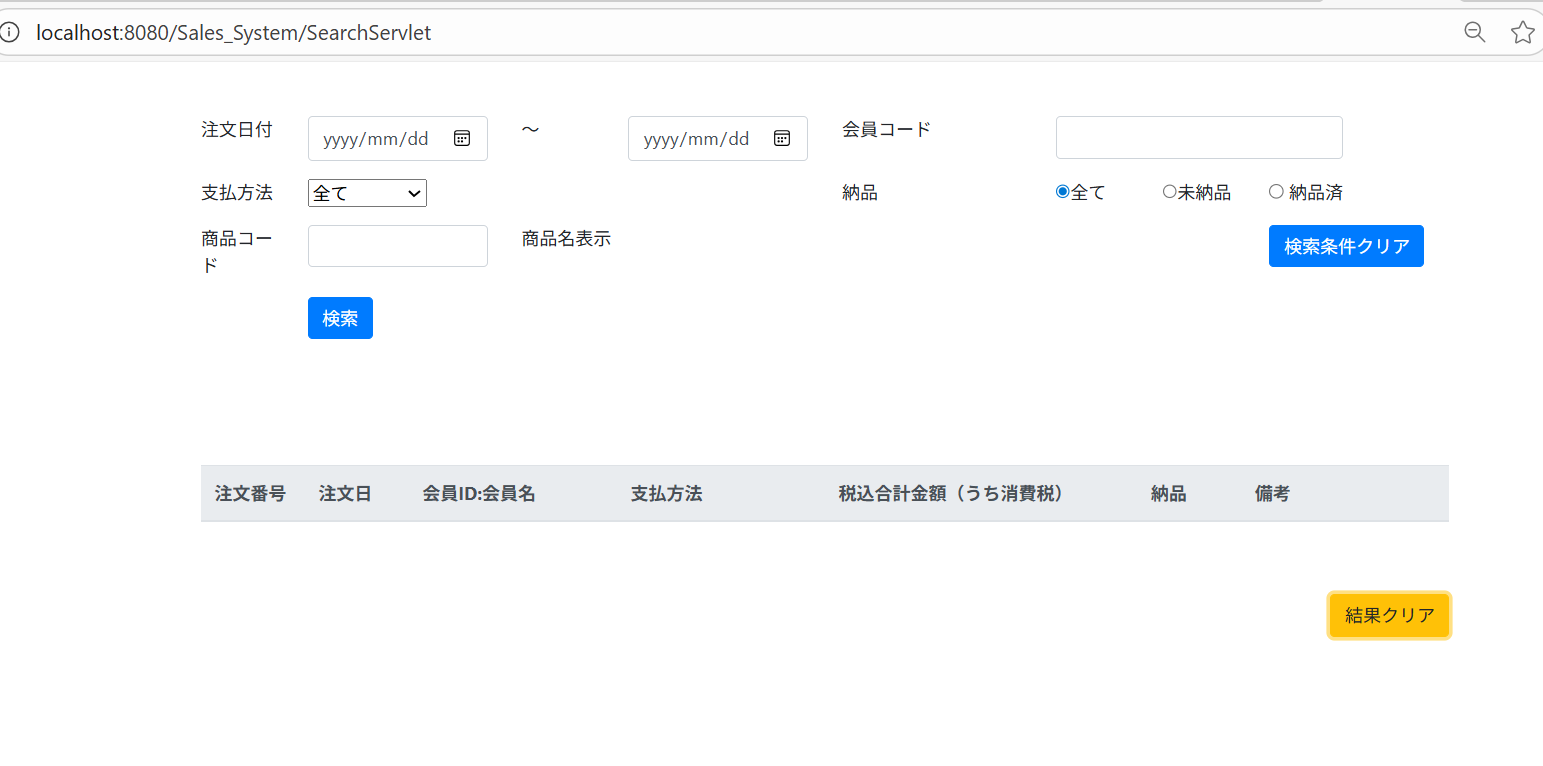 localhost:8080/Sales_System/SearchServlet
注文日付 yyyy/mm/dd ～ yyyy/mm/dd 会員コード
支払方法 全て 納品 全て 未納品 納品済
商品コー
ド
商品名表示 検索条件クリア
検索
注文番号 注文日 会員ID:会員名 支払方法 税込合計金額（うち消費税） 納品 備考
結果クリア